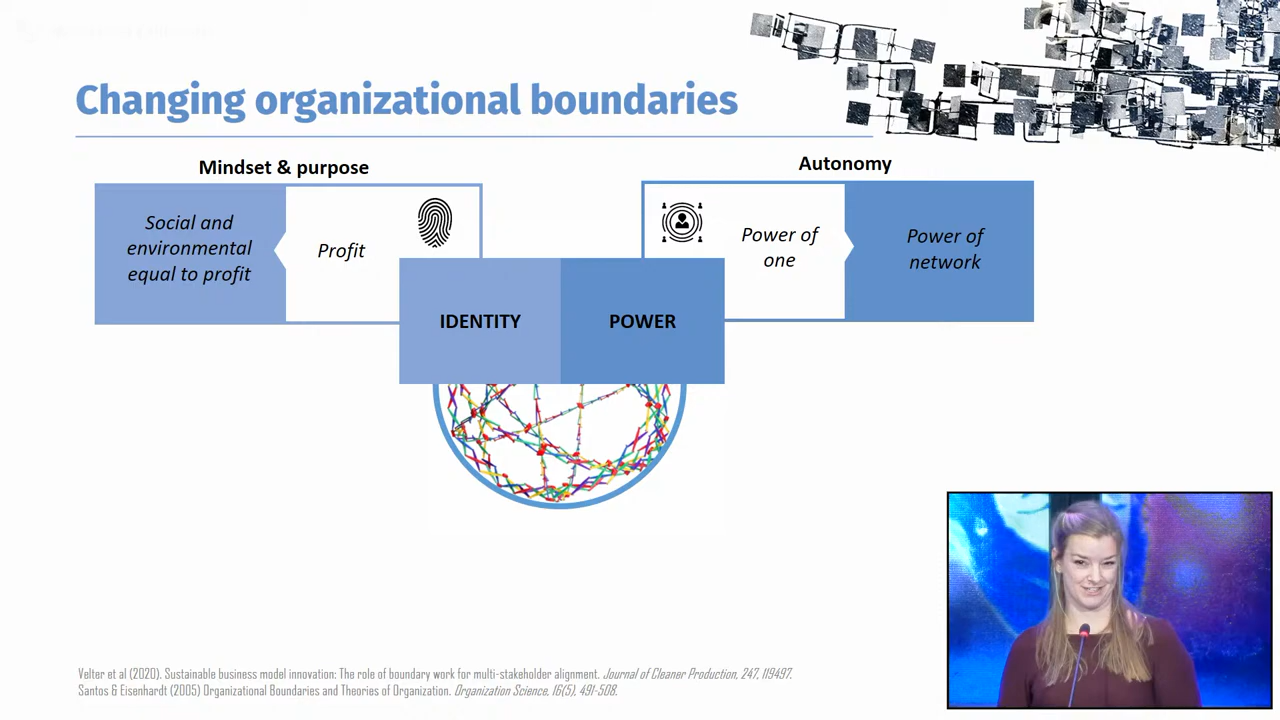 Changing organizational boundaries
Mindset & purpose
Autonomy
Social and
environmental
equal to profit
Profit
Power of
one
Power of
network
IDENTITY
POWER
Velter et al (2020). Sustainable business model innovation: The role of boundary work for multi-stakeholder alignment. Journal of Cleaner Production, 247, 119497.
Santos & Eisenhardt (2005) Organizational Boundaries and Theories of Organization. Organization Science, 16(5), 491-508.